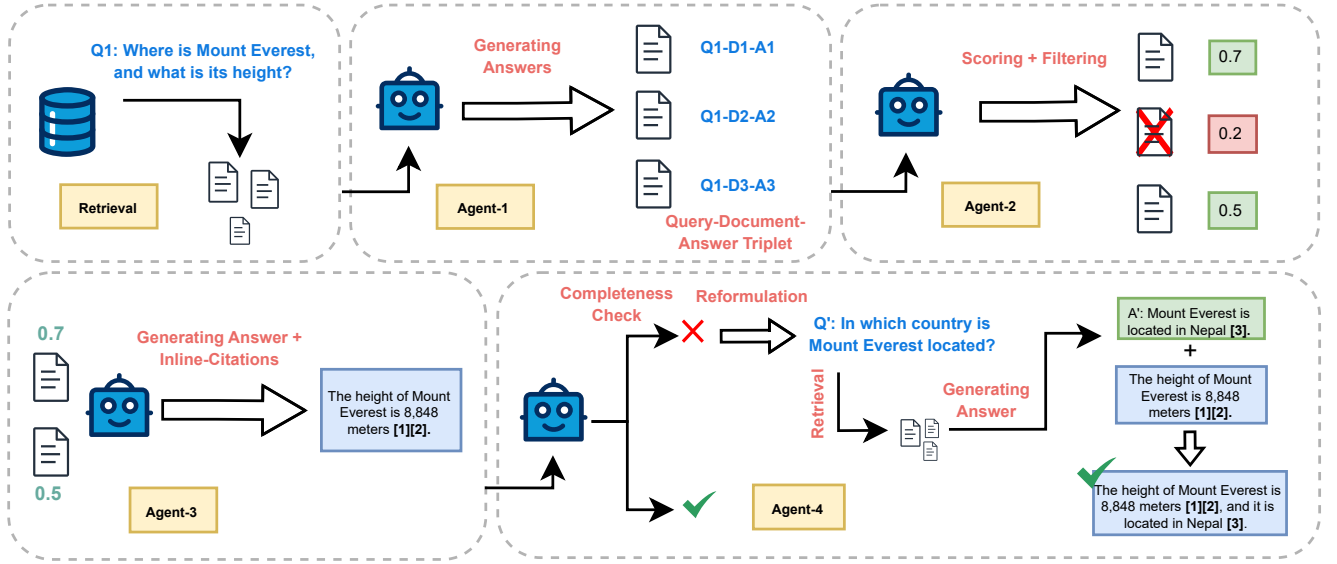 Q1: Where is Mount Everest,
and what is its height?
Retrieval
Generating
Answers
Agent-1
Q1-D1-A1
Q1-D2-A2
Q1-D3-A3
Query-Document-
Answer Triplet
Scoring + Filtering
Agent-2
0.7
0.2
0.5
0.7
0.5
Generating Answer +
Inline-Citations
Agent-3
The height of Mount
Everest is 8,848
meters [1][2].
Completeness
Check
Reformulation
Q': In which country is
Mount Everest located?
Retrieval
Generating
Answer
Agent-4
A': Mount Everest is
located in Nepal [3].
+
The height of Mount
Everest is 8,848
meters [1][2].
The height of Mount Everest is
8,848 meters [1][2], and it is
located in Nepal [3].